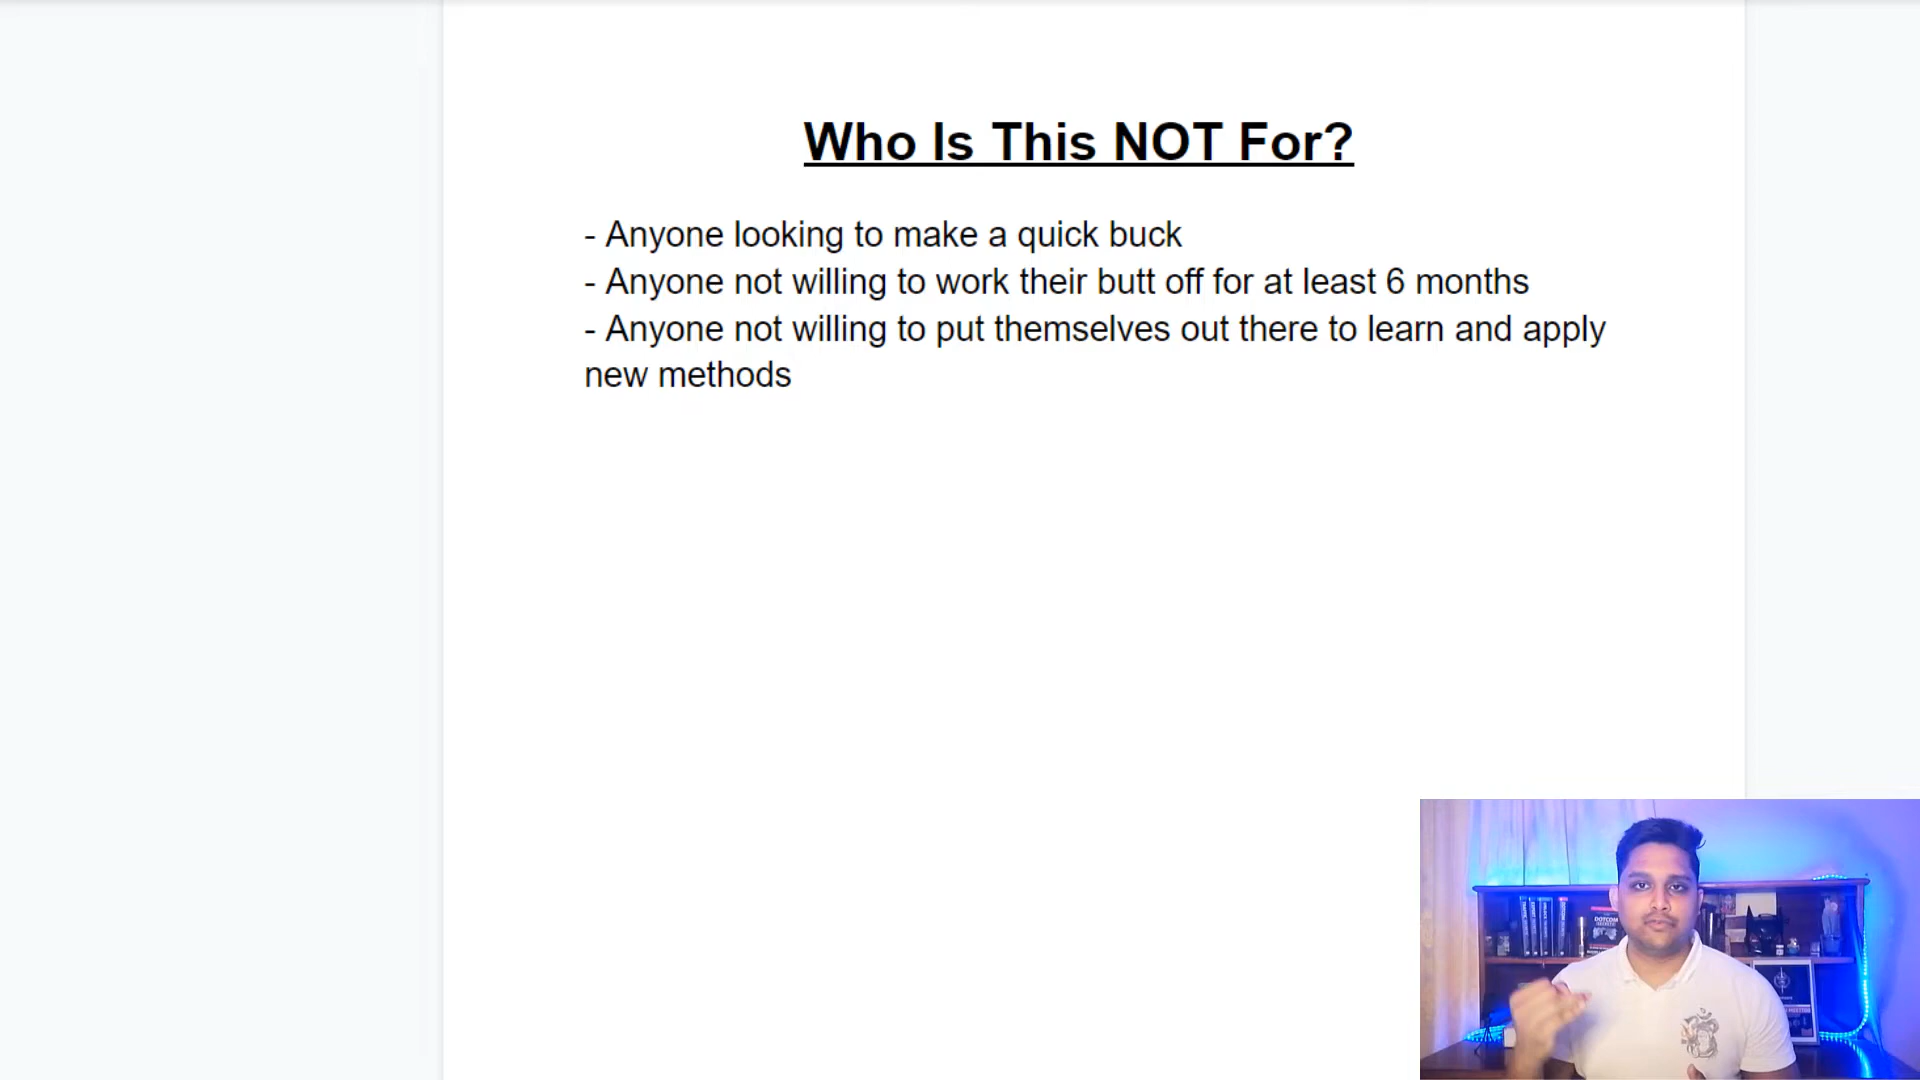 Who Is This NOT For?
- Anyone looking to make a quick buck
- Anyone not willing to work their butt off for at least 6 months
- Anyone not willing to put themselves out there to learn and apply
new methods
DOTCOM